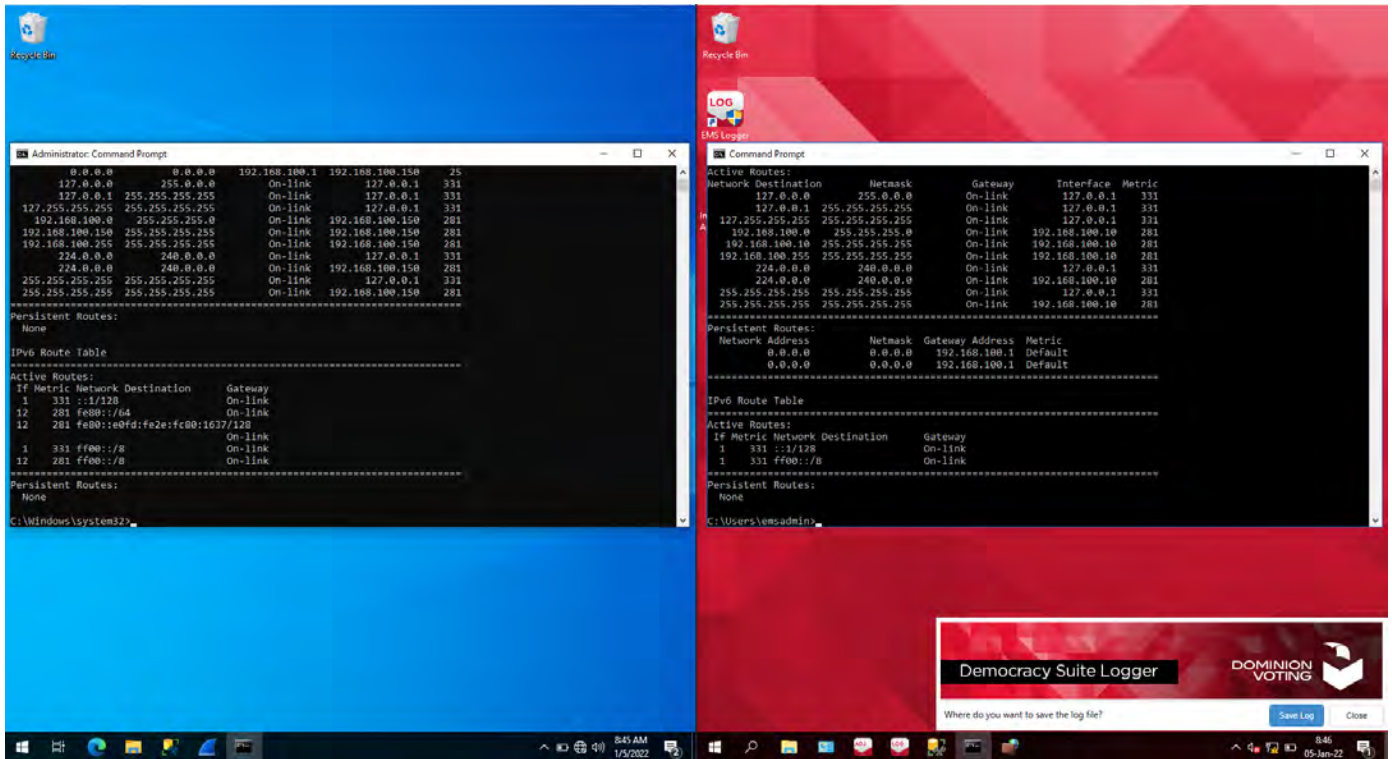 Recycle Bin
Administrator: Command Prompt
0.0.0.0 0.0.0.0 192.168.100.1 192.168.100.150 25
127.0.0.0 255.0.0.0 On-link 127.0.0.1 331
127.0.0.1 255.255.255.255 On-link 127.0.0.1 331
127.255.255.255 255.255.255.255 On-link 127.0.0.1 331
192.168.100.0 255.255.255.0 On-link 192.168.100.150 281
192.168.100.150 255.255.255.255 On-link 192.168.100.150 281
192.168.100.255 255.255.255.255 On-link 192.168.100.150 281
224.0.0.0 240.0.0.0 On-link 127.0.0.1 331
224.0.0.0 240.0.0.0 On-link 192.168.100.150 281
255.255.255.255 255.255.255.255 On-link 127.0.0.1 331
255.255.255.255 255.255.255.255 On-link 192.168.100.150 281
Persistent Routes:
None
IPv6 Route Table
Active Routes:
If Metric Network Destination Gateway
1 331 ::1/128 On-link
12 281 fe80::/64 On-link
12 281 fe80::e0fd:fe2e:fc80:1637/128
On-link
1 331 ff00::/8 On-link
12 281 ff00::/8 On-link
Persistent Routes:
None
C:\Windows\system32>
8:45 AM
1/5/2022
2
Recycle Bin
LOG
EMS Logger
In
A
Command Prompt
Active Routes:
Network Destination Netmask Gateway Interface Metric
127.0.0.0 255.0.0.0 On-link 127.0.0.1 331
127.0.0.1 255.255.255.255 On-link 127.0.0.1 331
127.255.255.255 255.255.255.255 On-link 127.0.0.1 331
192.168.100.0 255.255.255.0 On-link 192.168.100.10 281
192.168.100.10 255.255.255.255 On-link 192.168.100.10 281
192.168.100.255 255.255.255.255 On-link 192.168.100.10 281
224.0.0.0 240.0.0.0 On-link 127.0.0.1 331
224.0.0.0 240.0.0.0 On-link 192.168.100.10 281
255.255.255.255 255.255.255.255 On-link 127.0.0.1 331
255.255.255.255 255.255.255.255 On-link 192.168.100.10 281
Persistent Routes:
Network Address Netmask Gateway Address Metric
0.0.0.0 0.0.0.0 192.168.100.1 Default
0.0.0.0 0.0.0.0 192.168.100.1 Default
IPv6 Route Table
Active Routes:
If Metric Network Destination Gateway
1 331 ::1/128 On-link
1 331 ff00::/8 On-link
Persistent Routes:
None
C:\Users\emsadmin>
Democracy Suite Logger
DOMINION
VOTING
Where do you want to save the log file?
Save Log
Close
8:46
05-Jan-22